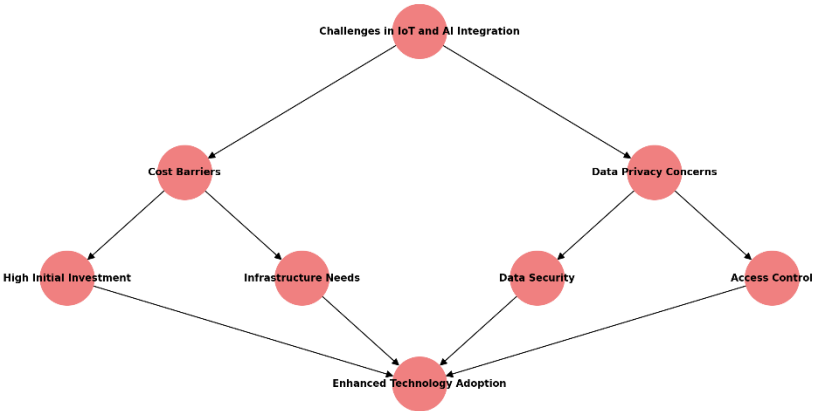 Challenges in IoT and AI Integration
Cost Barriers
Data Privacy Concerns
High Initial Investment
Infrastructure Needs
Data Security
Access Control
Enhanced Technology Adoption